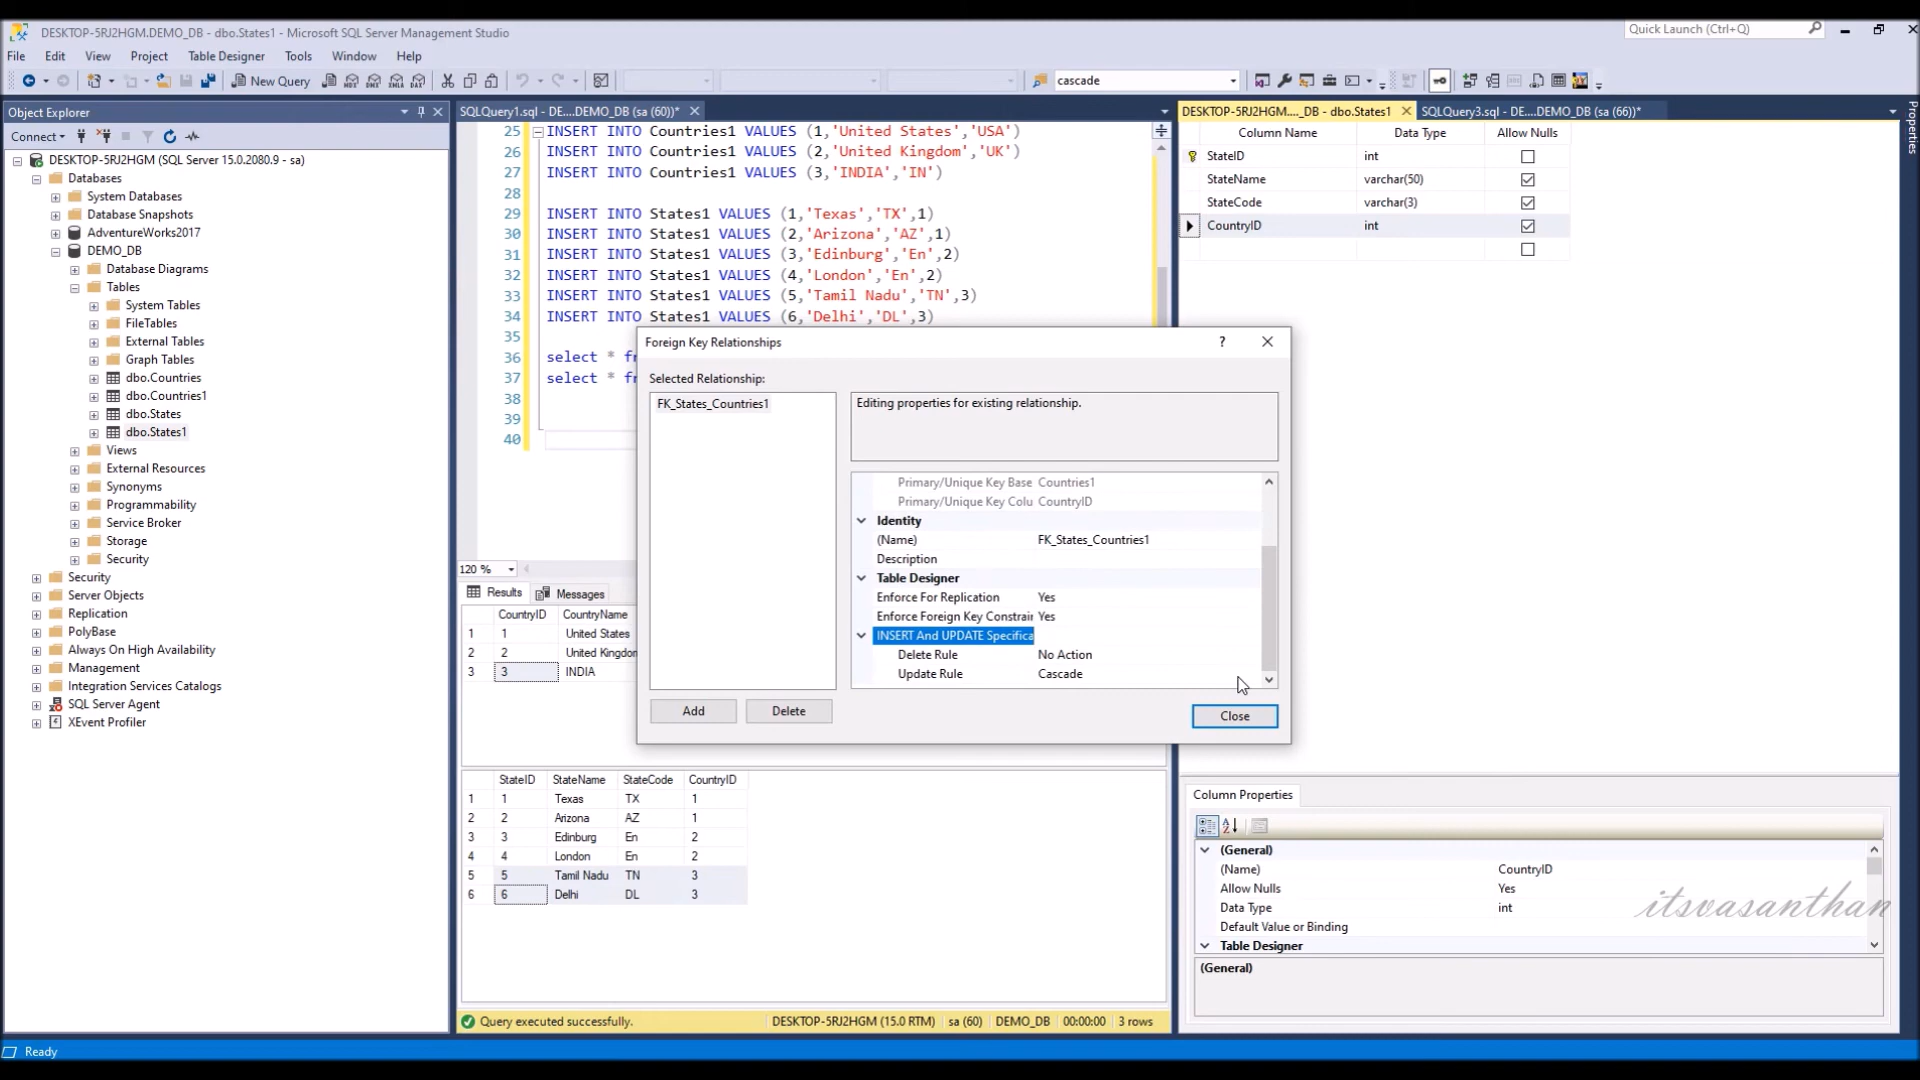 DESKTOP-5RJ2HGM.DEMO_DB - dbo.States1 - Microsoft SQL Server Management Studio
Quick Launch (Ctrl+Q)
File Edit View Project Table Designer Tools Window Help
New Query
cascade
Object Explorer
Connect
DESKTOP-5RJ2HGM (SQL Server 15.0.2080.9 - sa)
Databases
System Databases
Database Snapshots
AdventureWorks2017
DEMO_DB
Database Diagrams
Tables
System Tables
FileTables
External Tables
Graph Tables
dbo.Countries
dbo.Countries1
dbo.States
dbo.States1
Views
External Resources
Synonyms
Programmability
Service Broker
Storage
Security
Security
Server Objects
Replication
PolyBase
Always On High Availability
Management
Integration Services Catalogs
SQL Server Agent
XEvent Profiler
SQLQuery1.sql - DE....DEMO_DB (sa (60))*
25 INSERT INTO Countries1 VALUES (1,'United States','USA')
26 INSERT INTO Countries1 VALUES (2,'United Kingdom','UK')
27 INSERT INTO Countries1 VALUES (3,'INDIA','IN')
28
29 INSERT INTO States1 VALUES (1,'Texas','TX',1)
30 INSERT INTO States1 VALUES (2,'Arizona','AZ',1)
31 INSERT INTO States1 VALUES (3,'Edinburg','En',2)
32 INSERT INTO States1 VALUES (4,'London','En',2)
33 INSERT INTO States1 VALUES (5,'Tamil Nadu','TN',3)
34 INSERT INTO States1 VALUES (6,'Delhi','DL',3)
35
36 select * fr
37 select * fr
38
39
40
120 %
Results Messages
CountryID CountryName
1 1 United States
2 2 United Kingdom
3 3 INDIA
StateID StateName StateCode CountryID
1 1 Texas TX 1
2 2 Arizona AZ 1
3 3 Edinburg En 2
4 4 London En 2
5 5 Tamil Nadu TN 3
6 6 Delhi DL 3
Query executed successfully.
DESKTOP-5RJ2HGM (15.0 RTM) sa (60) DEMO_DB 00:00:00 3 rows
Foreign Key Relationships
?
Selected Relationship:
FK_States_Countries1
Editing properties for existing relationship.
Primary/Unique Key Base Countries1
Primary/Unique Key Colu CountryID
Identity
(Name) FK_States_Countries1
Description
Table Designer
Enforce For Replication Yes
Enforce Foreign Key Constrain Yes
INSERT And UPDATE Specifica
Delete Rule No Action
Update Rule Cascade
Add Delete
Close
DESKTOP-5RJ2HGM...._DB - dbo.States1
SQLQuery3.sql - DE....DEMO_DB (sa (66))*
Column Name Data Type Allow Nulls
StateID int
StateName varchar(50)
StateCode varchar(3)
CountryID int
Column Properties
(General)
(Name) CountryID
Allow Nulls Yes
Data Type int
Default Value or Binding
Table Designer
(General)
itsvasanthan
Properties
Ready